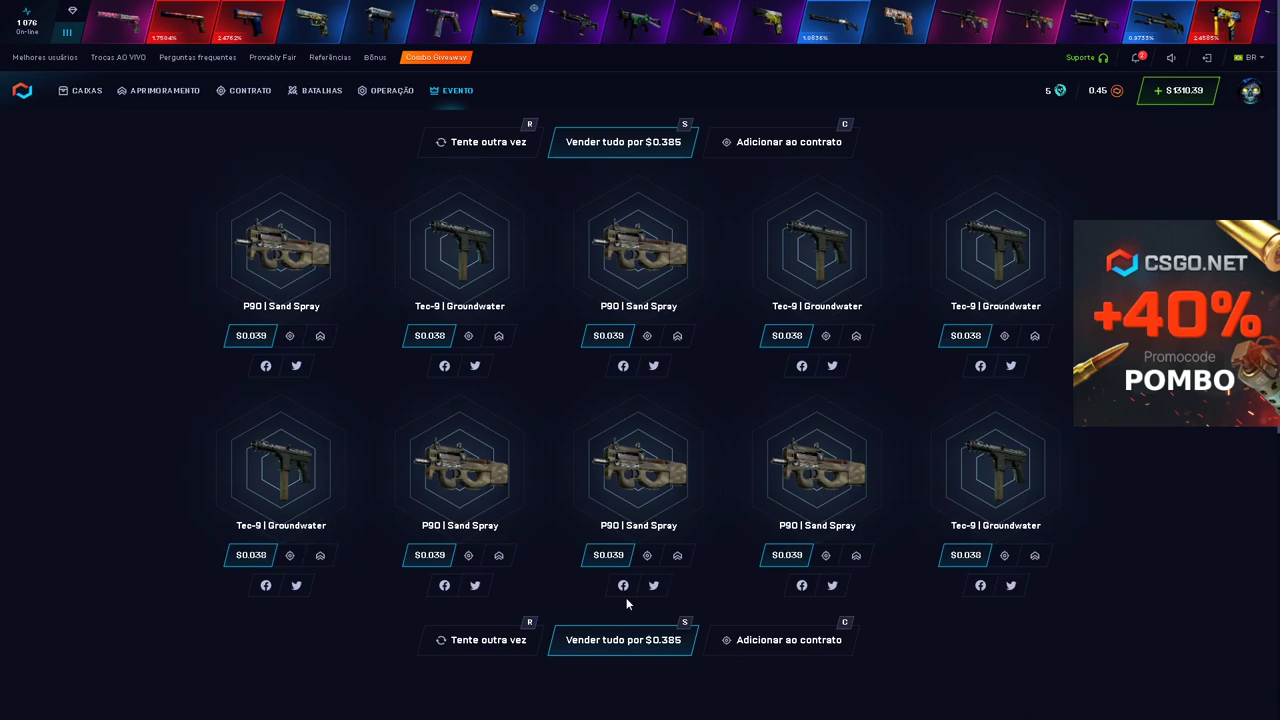 1 076
On-line
1.7504%
2.4762%
1.0836%
0.9733%
2.4585%
Melhores usuários
Trocas AO VIVO
Perguntas frequentes
Provably Fair
Referências
Bônus
Combo Giveaway
Suporte
2
BR
CAIXAS
APRIMORAMENTO
CONTRATO
BATALHAS
OPERAÇÃO
EVENTO
5
0.45
+ $1310.39
R
Tente outra vez
S
Vender tudo por $0.385
C
Adicionar ao contrato
P90 | Sand Spray
Tec-9 | Groundwater
P90 | Sand Spray
Tec-9 | Groundwater
Tec-9 | Groundwater
$0.039
$0.038
$0.039
$0.038
$0.038
CSGO.NET
+40%
Promocode
POMBO
Tec-9 | Groundwater
P90 | Sand Spray
P90 | Sand Spray
P90 | Sand Spray
Tec-9 | Groundwater
$0.038
$0.039
$0.039
$0.039
$0.038
R
Tente outra vez
S
Vender tudo por $0.385
C
Adicionar ao contrato